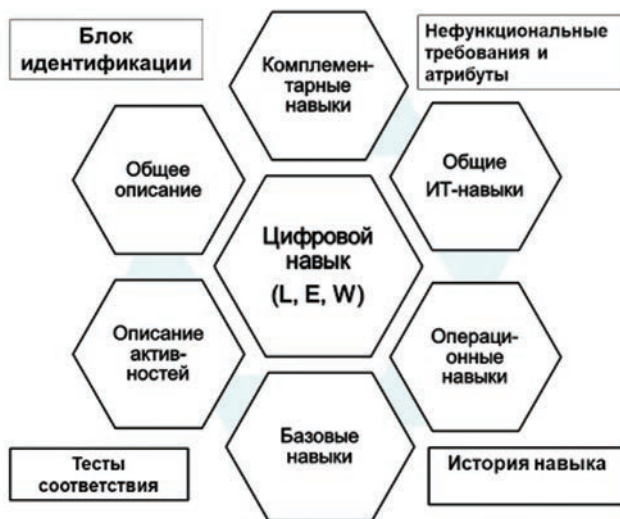 Блок
идентификации
Нефункциональные
требования и
атрибуты
Комплемен-
тарные
навыки
Общее
описание
Общие
ИТ-навыки
Цифровой
навык
(L, E, W)
Описание
актив-
ностей
Операци-
онные
навыки
Базовые
навыки
Тесты
соответствия
История навыка